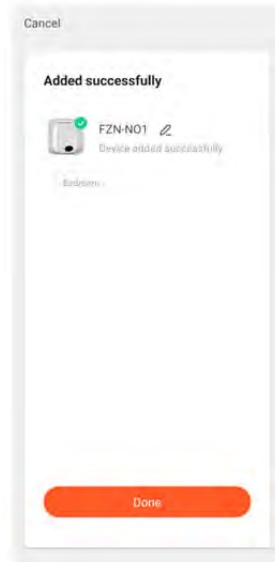 Cancel
Added successfully
FZN-NO1
Device added successfully
Bedroom
Done